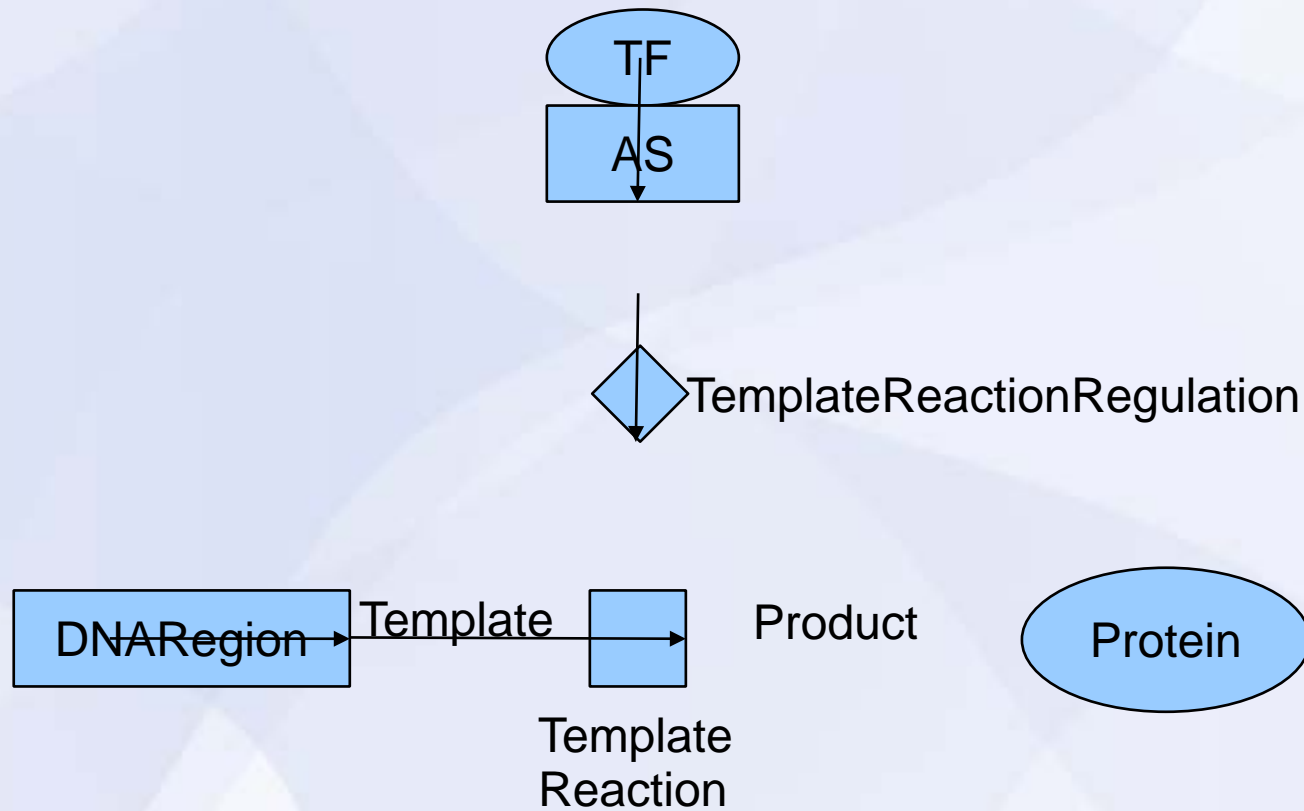 TF
AS
TemplateReactionRegulation
DNARegion
Template
Product
Protein
Template
Reaction